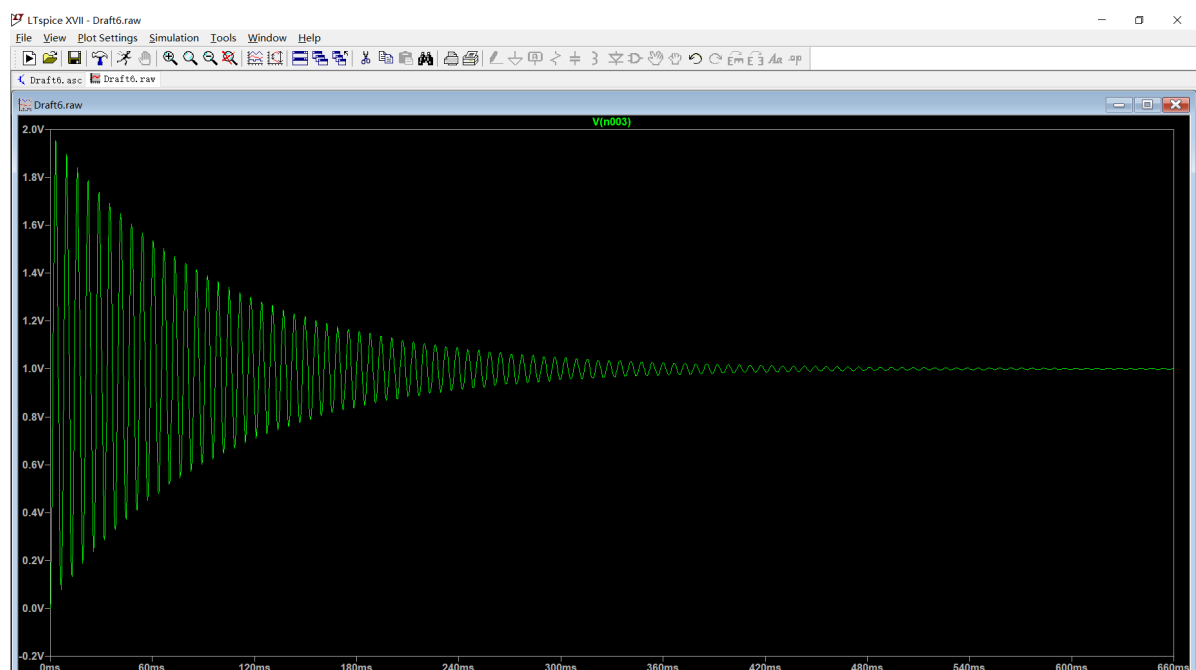 LTspice XVII - Draft6.raw
File View Plot Settings Simulation Tools Window Help
Draft6.asc Draft6.raw
Draft6.raw
V(n003)
2.0V
1.8V
1.6V
1.4V
1.2V
1.0V
0.8V
0.6V
0.4V
0.2V
0.0V
-0.2V
0ms 60ms 120ms 180ms 240ms 300ms 360ms 420ms 480ms 540ms 600ms 660ms